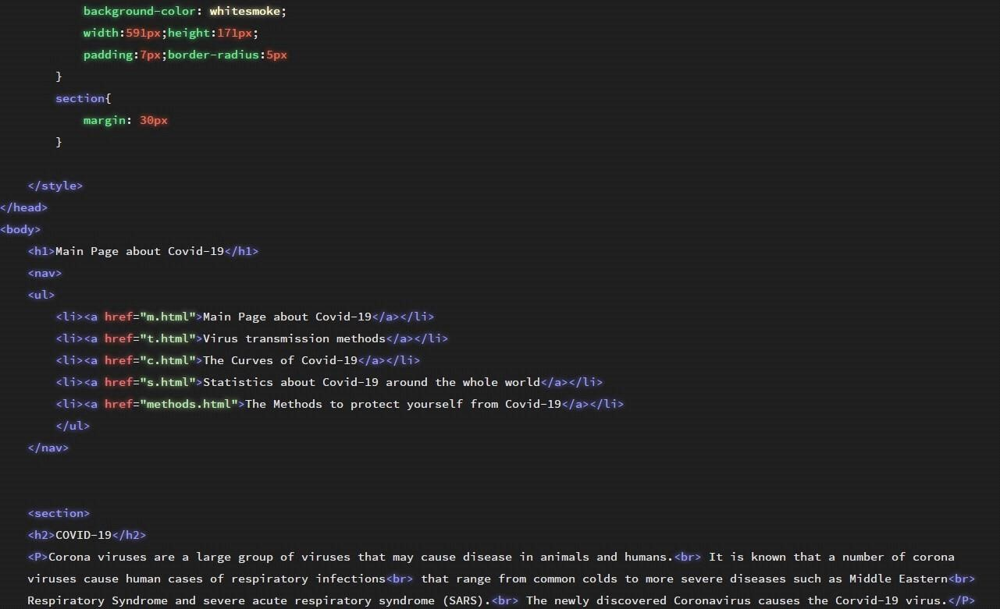 background-color: whitesmoke;
width:591px;height:171px;
padding:7px;border-radius:5px
}
section{
margin: 30px
}
</style>
</head>
<body>
<h1>Main Page about Covid-19</h1>
<nav>
<ul>
<li><a href="m.html">Main Page about Covid-19</a></li>
<li><a href="t.html">Virus transmission methods</a></li>
<li><a href="c.html">The Curves of Covid-19</a></li>
<li><a href="s.html">Statistics about Covid-19 around the whole world</a></li>
<li><a href="methods.html">The Methods to protect yourself from Covid-19</a></li>
</ul>
</nav>
<section>
<h2>COVID-19</h2>
<P>Corona viruses are a large group of viruses that may cause disease in animals and humans.<br> It is known that a number of corona
viruses cause human cases of respiratory infections<br> that range from common colds to more severe diseases such as Middle Eastern<br>
Respiratory Syndrome and severe acute respiratory syndrome (SARS).<br> The newly discovered Coronavirus causes the Corvid-19 virus.</P>